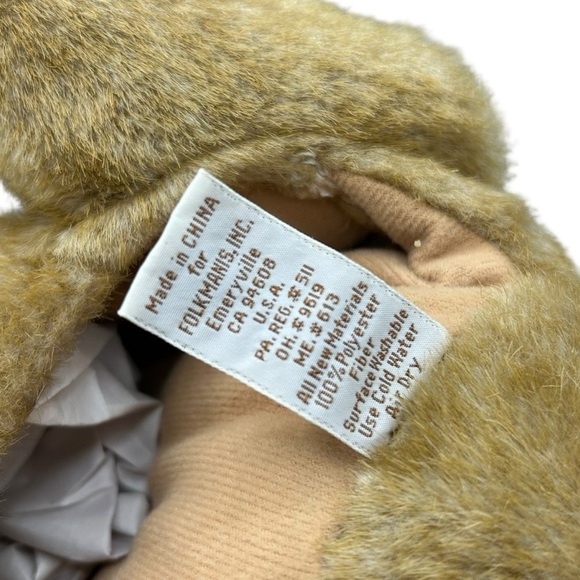 Made in CHINA
for
FOLKMANIS, INC.
Emeryville
CA 94608
U.S.A.
PA. REG.# 511
OH.# 9619
ME.# 613
All New Materials
100% Polyester
Fiber
Surface Washable
Use Cold Water
Air Dry